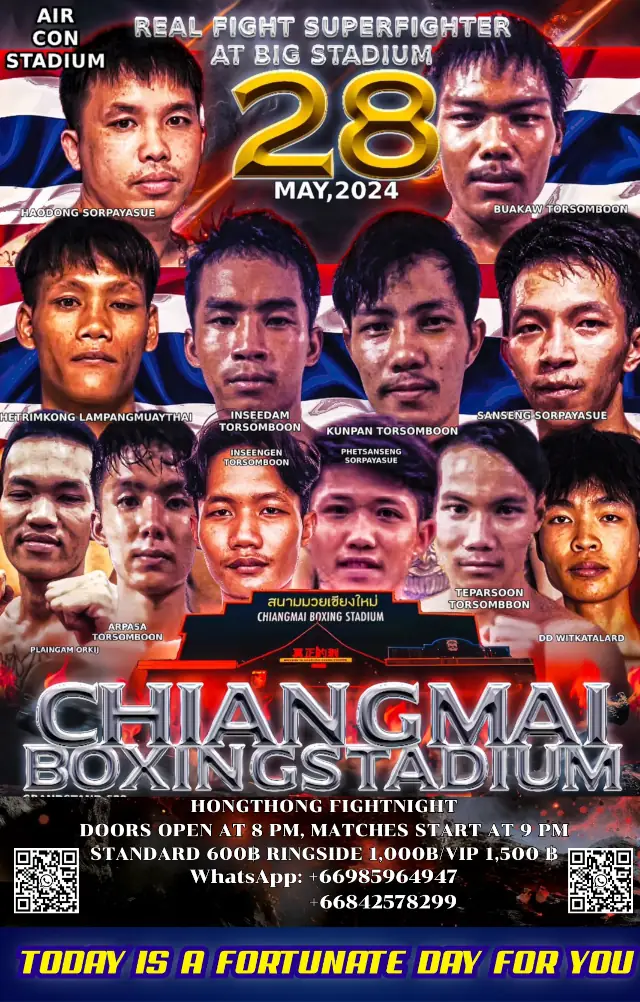 AIR
CON
STADIUM
REAL FIGHT SUPERFIGHTER
AT BIG STADIUM
28
MAY,2024
HAODONG SORPAYASUE
BUAKAW TORSOMBOON
HETRIMKONG LAMPANGMUAYTHAI
INSEEDAM
TORSOMBOON
KUNPAN TORSOMBOON
SANSENG SORPAYASUE
INSEENGEN
TORSOMBOON
PHETSANSENG
SORPAYASUE
ARPASA
TORSOMBOON
PLAINGAM ORKIJ
TEPARSOON
TORSOMBBON
DD WITKATALARD
สนามมวยเชียงใหม่
CHIANGMAI BOXING STADIUM
CHIANGMAI
BOXINGSTADIUM
HONGTHONG FIGHTNIGHT
DOORS OPEN AT 8 PM, MATCHES START AT 9 PM
STANDARD 600฿ RINGSIDE 1,000฿/VIP 1,500 ฿
WhatsApp: +66985964947
+66842578299
TODAY IS A FORTUNATE DAY FOR YOU